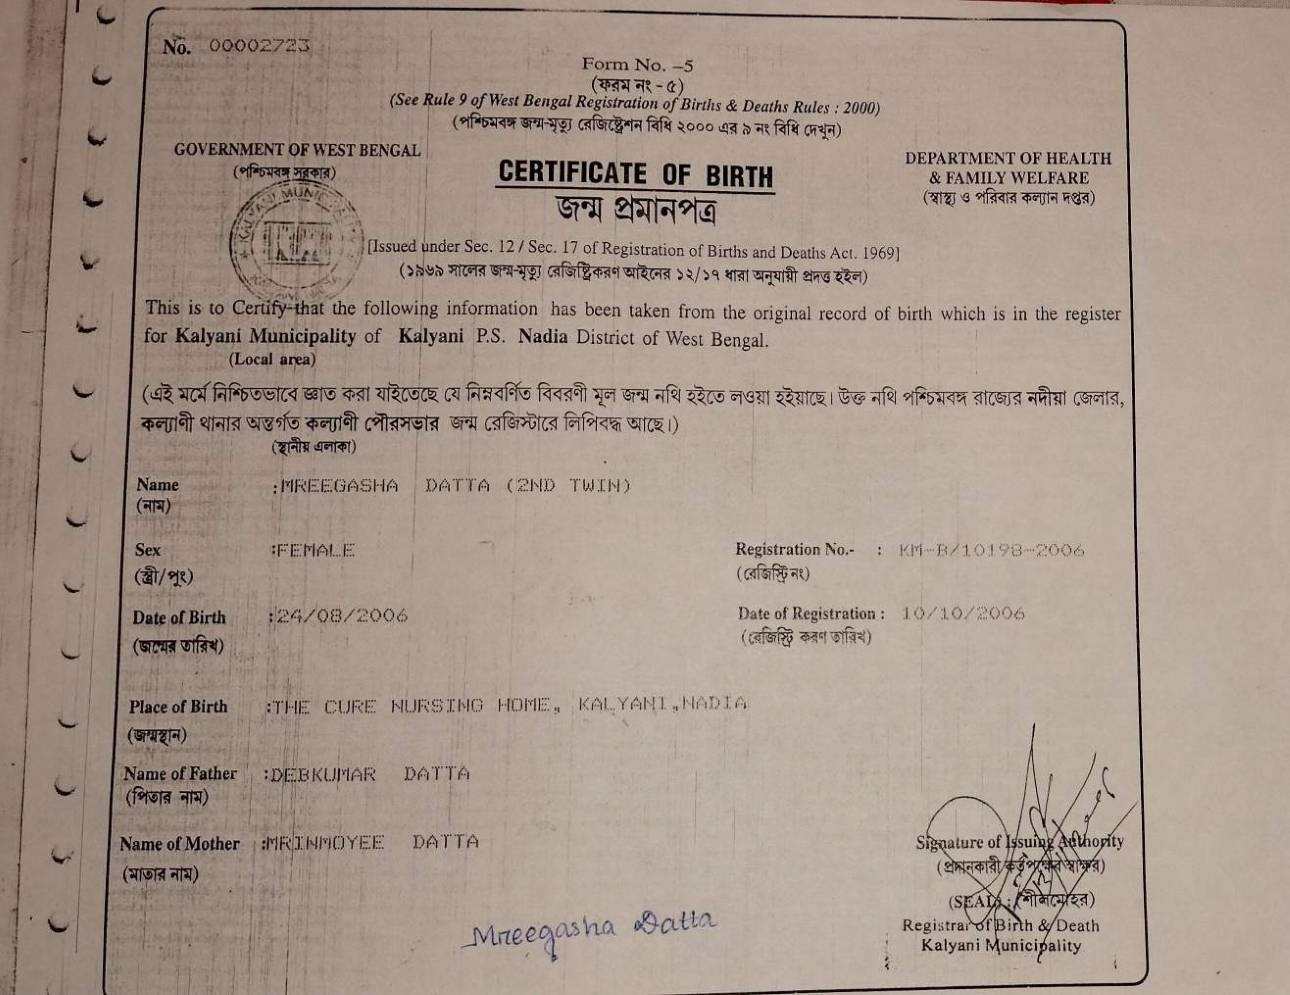 No. 00002723
Form No. –5
(ফরম নং - ৫)
(See Rule 9 of West Bengal Registration of Births & Deaths Rules : 2000)
(পশ্চিমবঙ্গ জন্ম-মৃত্যু রেজিষ্ট্রেশন বিধি ২০০০ এর ৯ নং বিধি দেখুন)
GOVERNMENT OF WEST BENGAL
(পশ্চিমবঙ্গ সরকার)
CERTIFICATE OF BIRTH
জন্ম প্রমানপত্র
DEPARTMENT OF HEALTH
& FAMILY WELFARE
(স্বাস্থ্য ও পরিবার কল্যান দপ্তর)
KALYANI MUNIC
[Issued under Sec. 12 / Sec. 17 of Registration of Births and Deaths Act. 1969]
(১৯৬৯ সালের জন্ম-মৃত্যু রেজিষ্ট্রিকরণ আইনের ১২/১৭ ধারা অনুযায়ী প্রদত্ত হইল)
This is to Certify that the following information has been taken from the original record of birth which is in the register
for Kalyani Municipality of Kalyani P.S. Nadia District of West Bengal.
(Local area)
(এই মর্মে নিশ্চিতভাবে জ্ঞাত করা যাইতেছে যে নিম্নবর্ণিত বিবরণী মূল জন্ম নথি হইতে লওয়া হইয়াছে। উক্ত নথি পশ্চিমবঙ্গ রাজ্যের নদীয়া জেলার,
কল্যাণী থানার অন্তর্গত কল্যাণী পৌরসভার জন্ম রেজিস্টারে লিপিবদ্ধ আছে।)
(স্থানীয় এলাকা)
Name :MREEGASHA DATTA (2ND TWIN)
(নাম)
Sex :FEMALE Registration No.- : KM-B/10198-2006
(স্ত্রী/পুং) (রেজিস্ট্রি নং)
Date of Birth :24/08/2006 Date of Registration : 10/10/2006
(জন্মের তারিখ) (রেজিস্ট্রি করণ তারিখ)
Place of Birth :THE CURE NURSING HOME, KALYANI,NADIA
(জন্মস্থান)
Name of Father :DEBKUMAR DATTA
(পিতার নাম)
Name of Mother :MRINMOYEE DATTA
(মাতার নাম)
Signature of Issuing Authority
(প্রদানকারী কর্তৃপক্ষের স্বাক্ষর)
(SEAL) : (শীলমোহর)
Registrar of Birth & Death
Kalyani Municipality
Mreegasha Datta